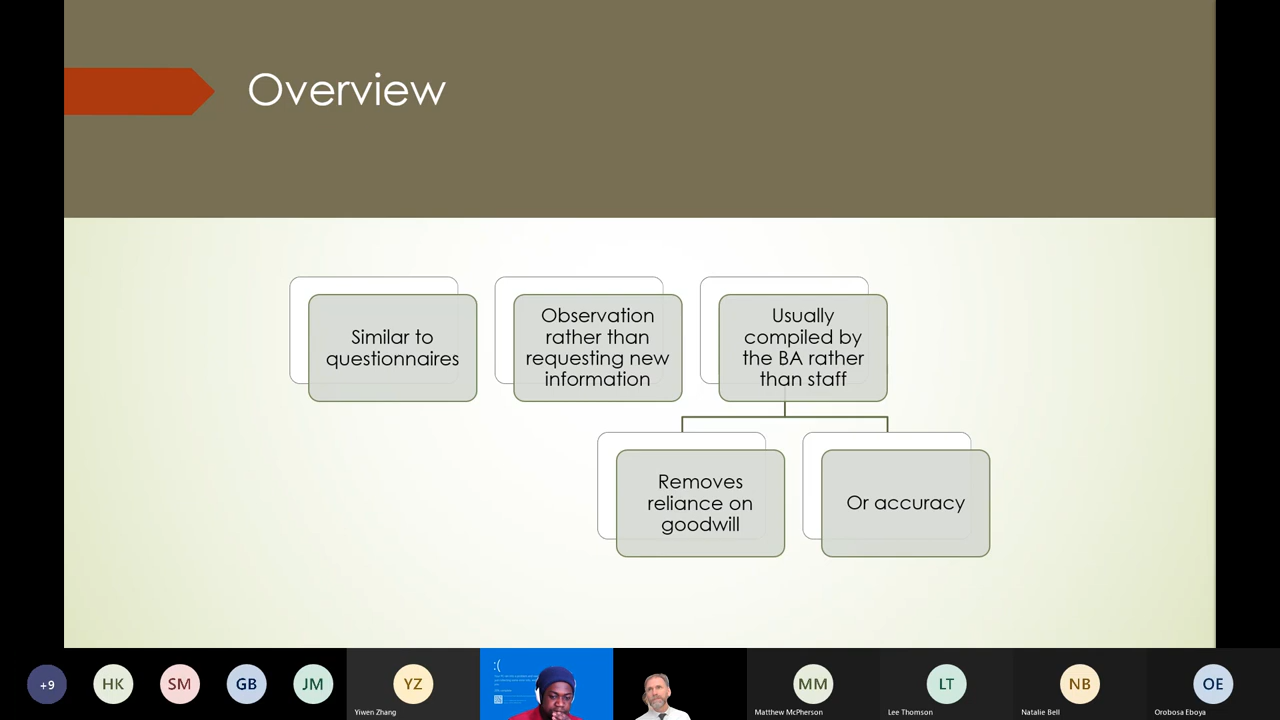 Overview
Similar to
questionnaires
Observation
rather than
requesting new
information
Usually
compiled by
the BA rather
than staff
Removes
reliance on
goodwill
Or accuracy
+9
HK
SM
GB
JM
YZ
Yiwen Zhang
:(
MM
Matthew McPherson
LT
Lee Thomson
NB
Natalie Bell
OE
Orobosa Eboya